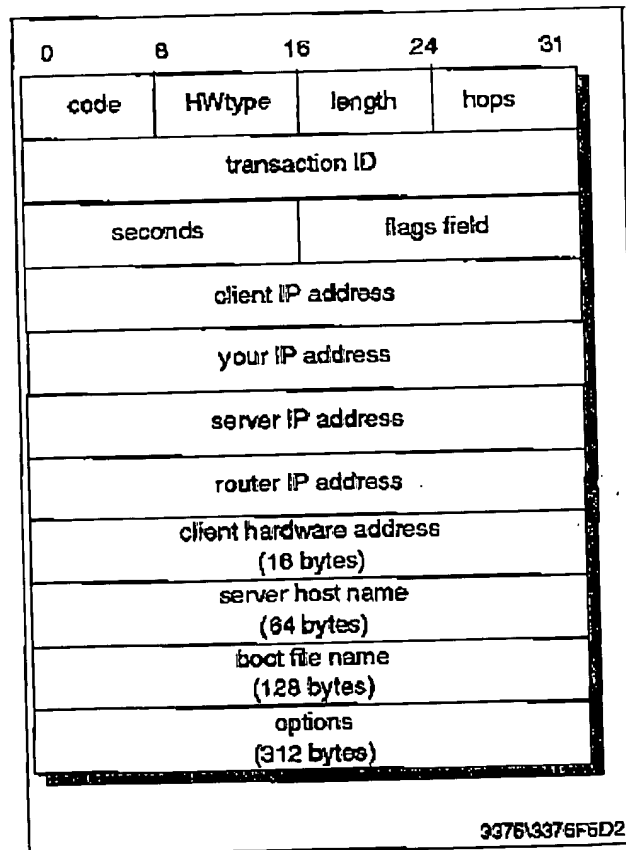 0 8 16 24 31
code HWtype length hops
transaction ID
seconds flags field
client IP address
your IP address
server IP address
router IP address
client hardware address
(16 bytes)
server host name
(64 bytes)
boot file name
(128 bytes)
options
(312 bytes)
3376\3376F6D2